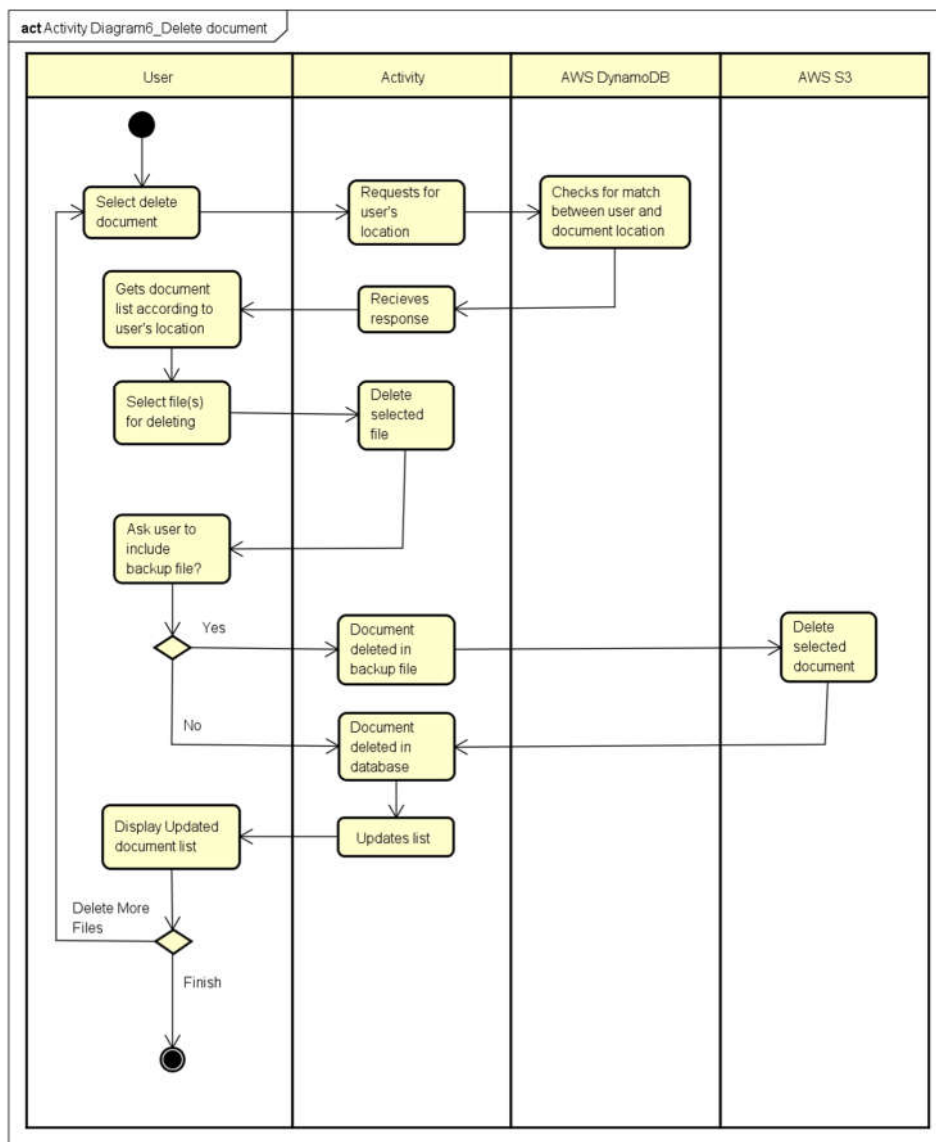 act Activity Diagram6_Delete document
User
Activity
AWS DynamoDB
AWS S3
Select delete
document
Requests for
user's
location
Checks for match
between user and
document location
Gets document
list according to
user's location
Recieves
response
Select file(s)
for deleting
Delete
selected
file
Ask user to
include
backup file?
Yes
Document
deleted in
backup file
Delete
selected
document
No
Document
deleted in
database
Display Updated
document list
Updates list
Delete More
Files
Finish